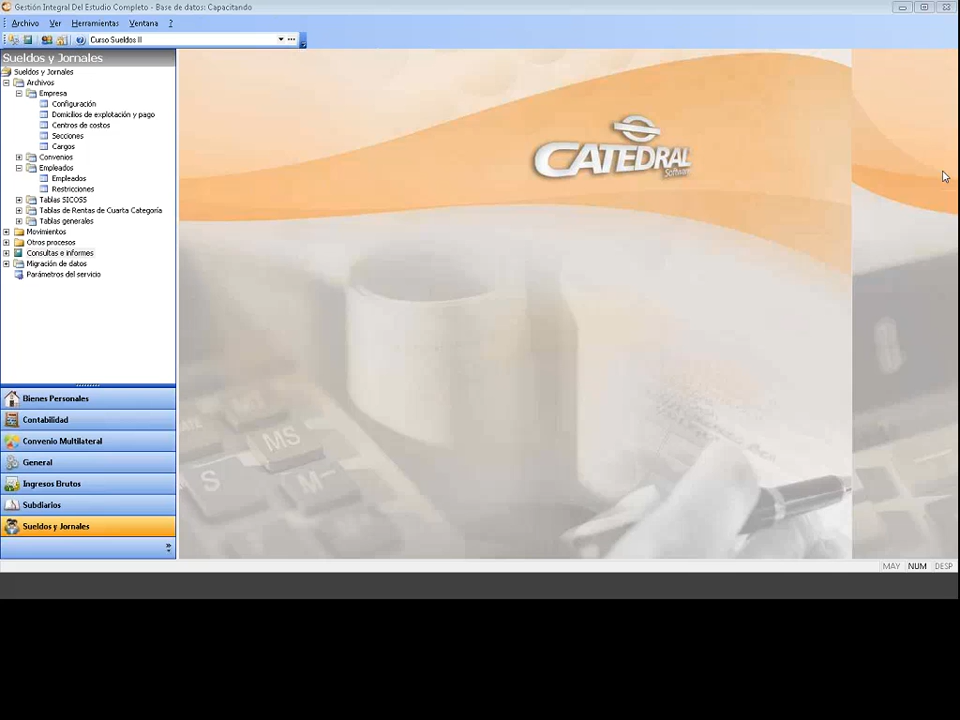 Gestión Integral Del Estudio Completo - Base de datos: Capacitando
Archivo Ver Herramientas Ventana ?
Curso Sueldos II
Sueldos y Jornales
Sueldos y Jornales
Archivos
Empresa
Configuración
Domicilios de explotación y pago
Centros de costos
Secciones
Cargos
Convenios
Empleados
Empleados
Restricciones
Tablas SICOSS
Tablas de Rentas de Cuarta Categoría
Tablas generales
Movimientos
Otros procesos
Consultas e informes
Migración de datos
Parámetros del servicio
Bienes Personales
Contabilidad
Convenio Multilateral
General
Ingresos Brutos
Subdiarios
Sueldos y Jornales
CATEDRAL
Software
MS
S
M-
MAY NUM DESP